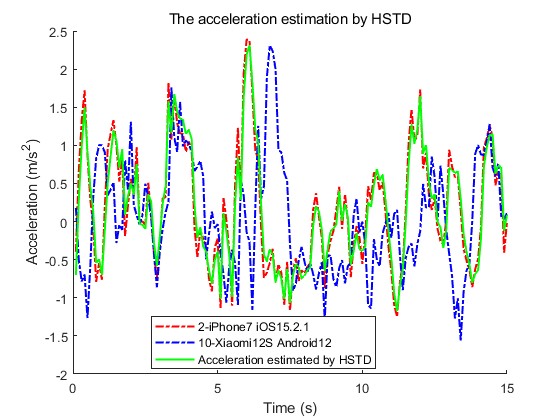 The acceleration estimation by HSTD
2.5
2
1.5
1
0.5
0
-0.5
-1
-1.5
-2
Acceleration (m/s²)
2-iPhone7 iOS15.2.1
10-Xiaomi12S Android12
Acceleration estimated by HSTD
0 5 10 15
Time (s)